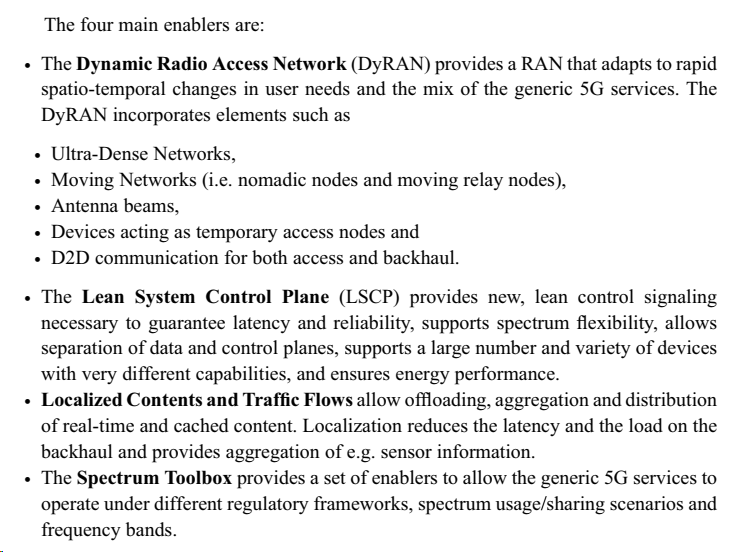 The four main enablers are:
• The Dynamic Radio Access Network (DyRAN) provides a RAN that adapts to rapid
spatio-temporal changes in user needs and the mix of the generic 5G services. The
DyRAN incorporates elements such as
• Ultra-Dense Networks,
• Moving Networks (i.e. nomadic nodes and moving relay nodes),
• Antenna beams,
• Devices acting as temporary access nodes and
• D2D communication for both access and backhaul.
• The Lean System Control Plane (LSCP) provides new, lean control signaling
necessary to guarantee latency and reliability, supports spectrum flexibility, allows
separation of data and control planes, supports a large number and variety of devices
with very different capabilities, and ensures energy performance.
• Localized Contents and Traffic Flows allow offloading, aggregation and distribution
of real-time and cached content. Localization reduces the latency and the load on the
backhaul and provides aggregation of e.g. sensor information.
• The Spectrum Toolbox provides a set of enablers to allow the generic 5G services to
operate under different regulatory frameworks, spectrum usage/sharing scenarios and
frequency bands.